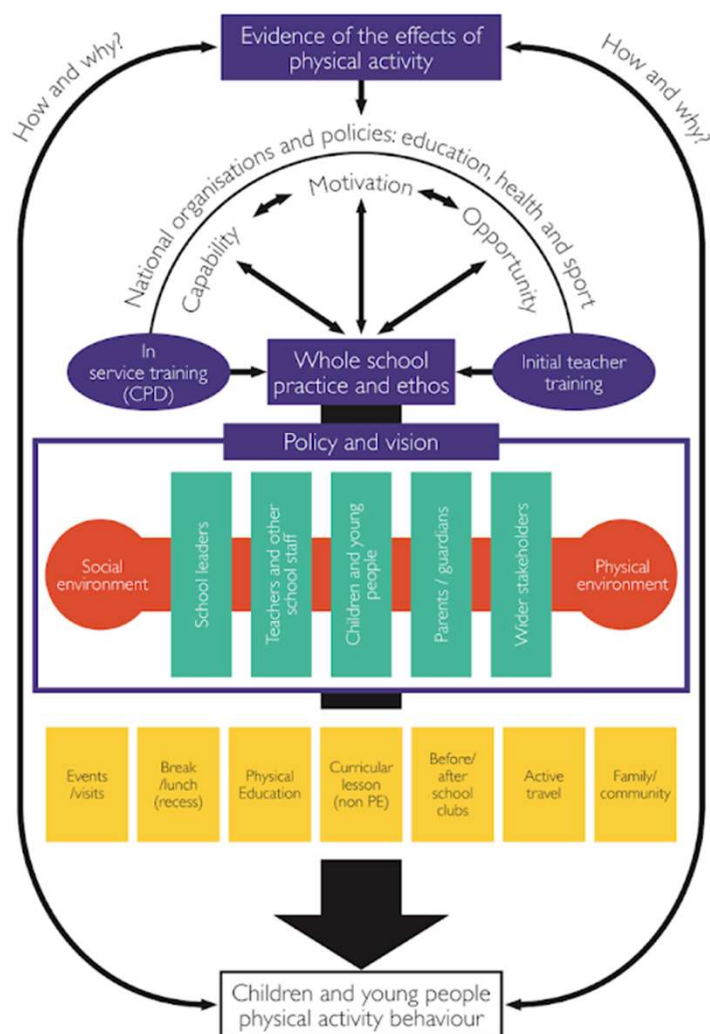 How and why?
Evidence of the effects of
physical activity
How and why?
National organisations and policies: education, health and sport
Motivation
Capability
Opportunity
In
service training
(CPD)
Whole school
practice and ethos
Initial teacher
training
Policy and vision
Social
environment
School leaders
Teachers and other
school staff
Children and young
people
Parents / guardians
Wider stakeholders
Physical
environment
Events
/visits
Break
/lunch
(recess)
Physical
Education
Curricular
lesson
(non PE)
Before/
after
school
clubs
Active
travel
Family/
community
Children and young people
physical activity behaviour